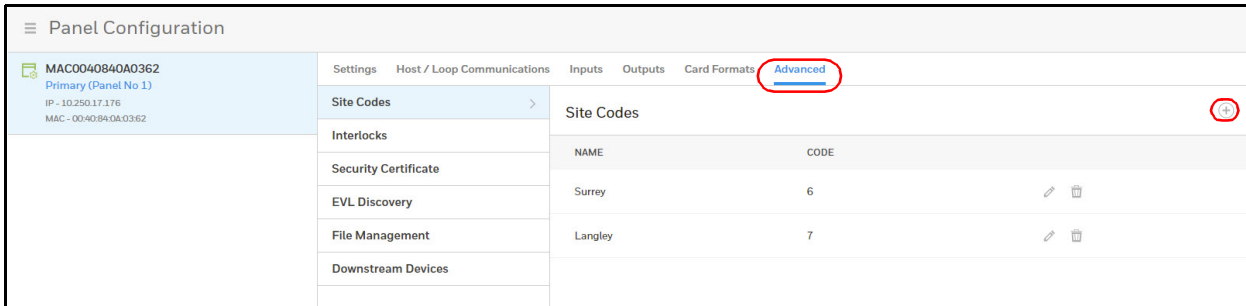 Panel Configuration
MAC0040840A0362
Primary (Panel No 1)
IP - 10.250.17.176
MAC - 00:40:84:0A:03:62
Settings Host / Loop Communications Inputs Outputs Card Formats Advanced
Site Codes
Interlocks
Security Certificate
EVL Discovery
File Management
Downstream Devices
Site Codes
NAME CODE
Surrey 6
Langley 7